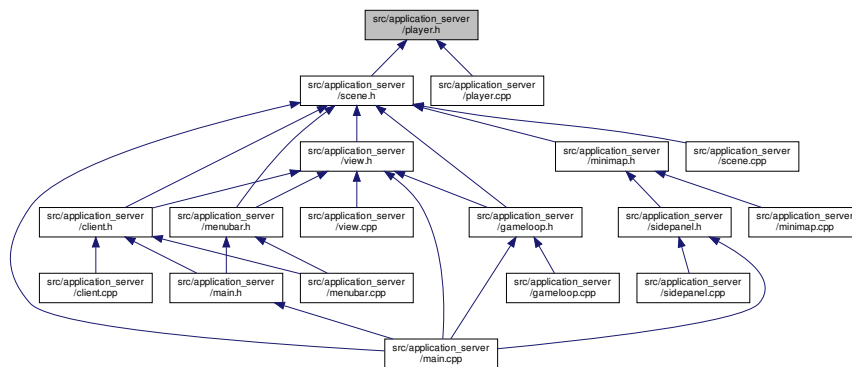 src/application_server
/player.h
src/application_server
/scene.h
src/application_server
/player.cpp
src/application_server
/view.h
src/application_server
/minimap.h
src/application_server
/scene.cpp
src/application_server
/client.h
src/application_server
/menubar.h
src/application_server
/view.cpp
src/application_server
/gameloop.h
src/application_server
/sidepanel.h
src/application_server
/minimap.cpp
src/application_server
/client.cpp
src/application_server
/main.h
src/application_server
/menubar.cpp
src/application_server
/gameloop.cpp
src/application_server
/sidepanel.cpp
src/application_server
/main.cpp